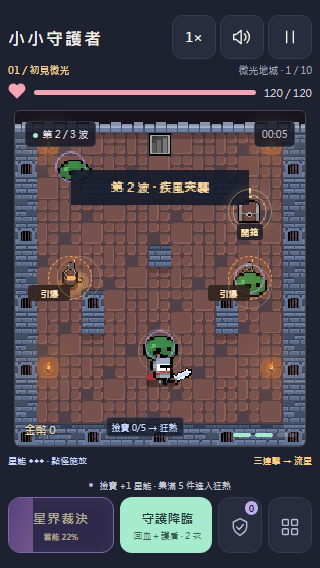 小小守護者
1×
01 / 初見微光
微光地城 · 1 / 10
120 / 120
第 2 / 3 波
00:05
第 2 波 · 疾風突襲
開箱
引爆
引爆
金幣 0
撿寶 0/5 → 狂熱
星能 ◆◆◆ · 點怪施放
三連擊 → 流星
撿寶 +1 星能 · 集滿 5 件進入狂熱
星界裁決
蓄能 22%
守護降臨
回血 + 護盾 · 2 次
0